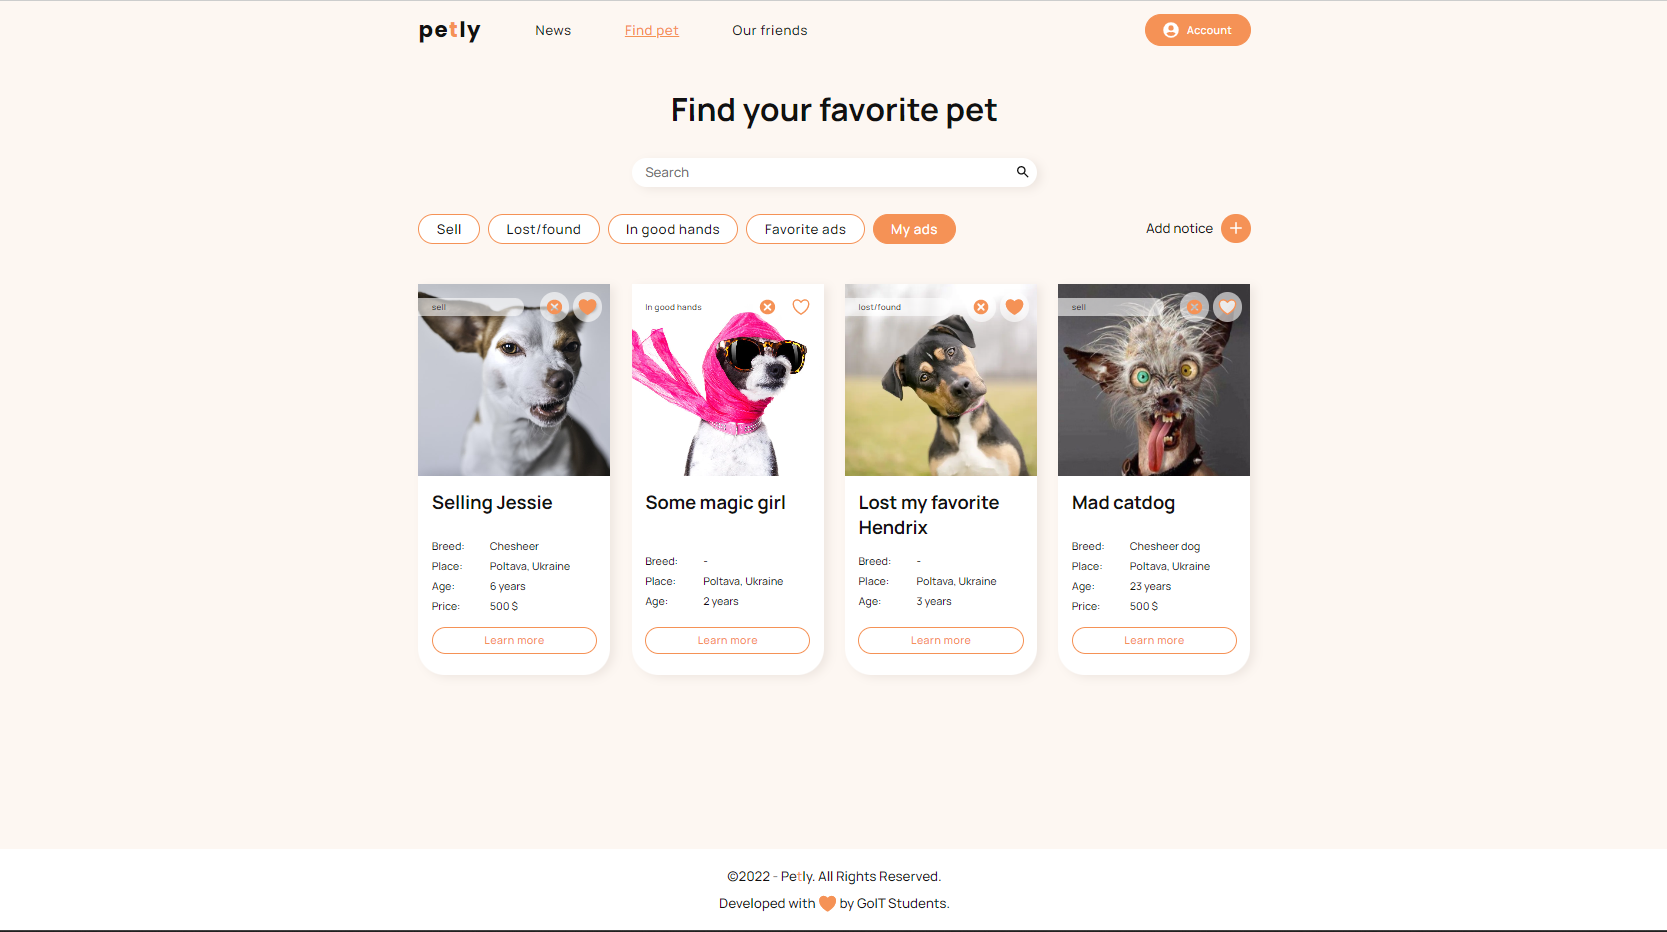 petly
News
Find pet
Our friends
Account
Find your favorite pet
Search
Sell
Lost/found
In good hands
Favorite ads
My ads
Add notice
sell
Selling Jessie
Breed: Chesheer
Place: Poltava, Ukraine
Age: 6 years
Price: 500 $
Learn more
In good hands
Some magic girl
Breed: -
Place: Poltava, Ukraine
Age: 2 years
Learn more
lost/found
Lost my favorite
Hendrix
Breed: -
Place: Poltava, Ukraine
Age: 3 years
Learn more
sell
Mad catdog
Breed: Chesheer dog
Place: Poltava, Ukraine
Age: 23 years
Price: 500 $
Learn more
©2022 - Petly. All Rights Reserved.
Developed with by GoIT Students.